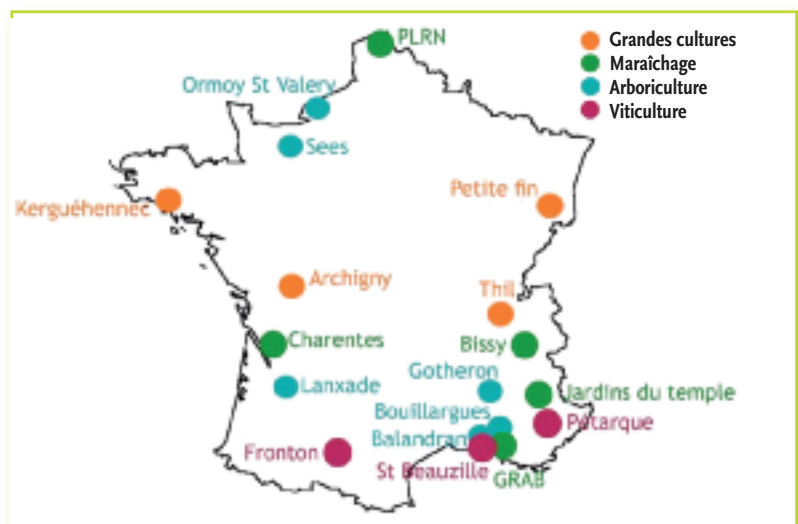 PLRN
Grandes cultures
Maraîchage
Arboriculture
Viticulture
Ormoy St Valery
Sees
Petite fin
Kerguéhennec
Archigny
Thil
Charentes
Bissy
Gotheron
Lanxade
Jardins du temple
Bouillargues
Pétarque
Balandran
Fronton
St Beauzille
GRAB